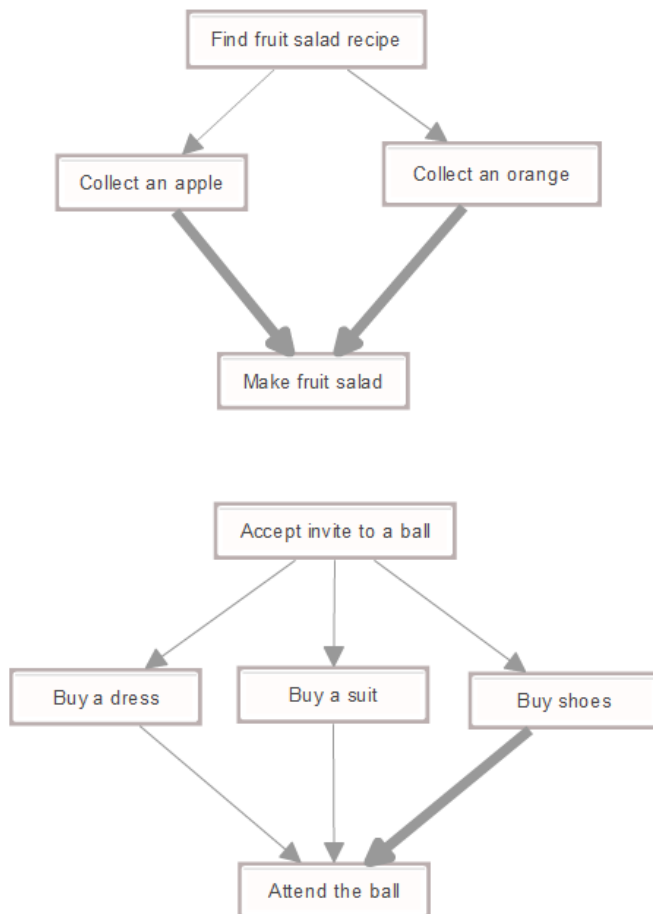 Find fruit salad recipe
Collect an apple
Collect an orange
Make fruit salad
Accept invite to a ball
Buy a dress
Buy a suit
Buy shoes
Attend the ball